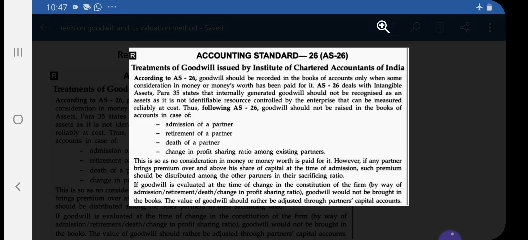 10:47
revision goodwill and its valuation method - Saved
R ACCOUNTING STANDARD— 26 (AS-26)
Treatments of Goodwill issued by Institute of Chartered Accountants of India
According to AS - 26, goodwill should be recorded in the books of accounts only when some
consideration in money or money's worth has been paid for it. AS - 26 deals with Intangible
Assets, Para 35 states that internally generated goodwill should not be recognised as an
asset as it is not identifiable resource controlled by the enterprise that can be measured
reliably at cost. Thus, following AS - 26, goodwill should not be raised in the books of
accounts in case of:
– admission of a partner
– retirement of a partner
– death of a partner
– change in profit sharing ratio among existing partners.
This is so as no consideration in money or money worth is paid for it. However, if any partner
brings premium over and above his share of capital at the time of admission, such premium
should be distributed among the other partners in their sacrificing ratio.
If goodwill is evaluated at the time of change in the constitution of the firm (by way of
admission/retirement/death/change in profit sharing ratio), goodwill would not be brought in
the books. The value of goodwill should rather be adjusted through partners' capital accounts.